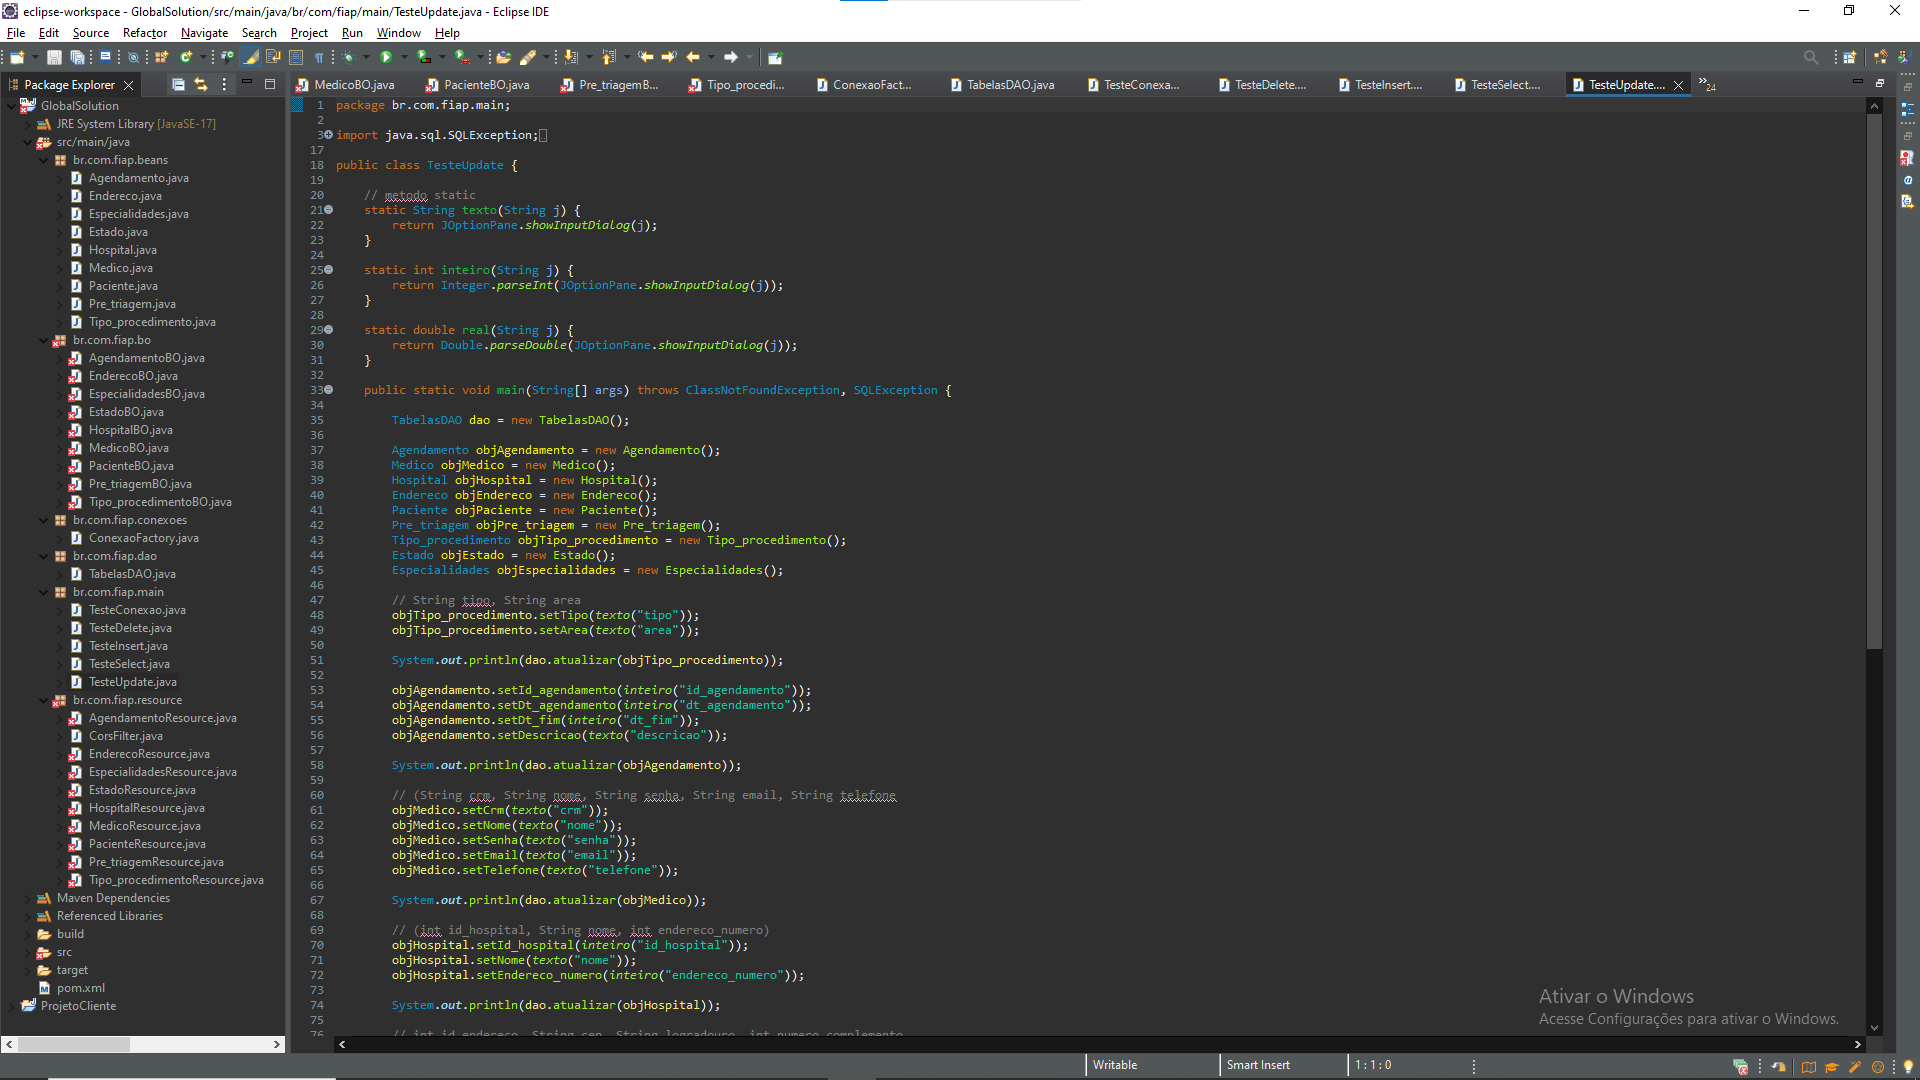 eclipse-workspace - GlobalSolution/src/main/java/br/com/fiap/main/TesteUpdate.java - Eclipse IDE
File Edit Source Refactor Navigate Search Project Run Window Help
Package Explorer
MedicoBO.java
PacienteBO.java
Pre_triagemB...
Tipo_procedi...
ConexaoFact...
TabelasDAO.java
TesteConexa...
TesteDelete....
TesteInsert....
TesteSelect....
TesteUpdate....
24
GlobalSolution
JRE System Library [JavaSE-17]
src/main/java
br.com.fiap.beans
Agendamento.java
Endereco.java
Especialidades.java
Estado.java
Hospital.java
Medico.java
Paciente.java
Pre_triagem.java
Tipo_procedimento.java
br.com.fiap.bo
AgendamentoBO.java
EnderecoBO.java
EspecialidadesBO.java
EstadoBO.java
HospitalBO.java
MedicoBO.java
PacienteBO.java
Pre_triagemBO.java
Tipo_procedimentoBO.java
br.com.fiap.conexoes
ConexaoFactory.java
br.com.fiap.dao
TabelasDAO.java
br.com.fiap.main
TesteConexao.java
TesteDelete.java
TesteInsert.java
TesteSelect.java
TesteUpdate.java
br.com.fiap.resource
AgendamentoResource.java
CorsFilter.java
EnderecoResource.java
EspecialidadesResource.java
EstadoResource.java
HospitalResource.java
MedicoResource.java
PacienteResource.java
Pre_triagemResource.java
Tipo_procedimentoResource.java
Maven Dependencies
Referenced Libraries
build
src
target
pom.xml
ProjetoCliente
1 package br.com.fiap.main;
2
3 import java.sql.SQLException;
17
18 public class TesteUpdate {
19
20 // metodo static
21 static String texto(String j) {
22 return JOptionPane.showInputDialog(j);
23 }
24
25 static int inteiro(String j) {
26 return Integer.parseInt(JOptionPane.showInputDialog(j));
27 }
28
29 static double real(String j) {
30 return Double.parseDouble(JOptionPane.showInputDialog(j));
31 }
32
33 public static void main(String[] args) throws ClassNotFoundException, SQLException {
34
35 TabelasDAO dao = new TabelasDAO();
36
37 Agendamento objAgendamento = new Agendamento();
38 Medico objMedico = new Medico();
39 Hospital objHospital = new Hospital();
40 Endereco objEndereco = new Endereco();
41 Paciente objPaciente = new Paciente();
42 Pre_triagem objPre_triagem = new Pre_triagem();
43 Tipo_procedimento objTipo_procedimento = new Tipo_procedimento();
44 Estado objEstado = new Estado();
45 Especialidades objEspecialidades = new Especialidades();
46
47 // String tipo, String area
48 objTipo_procedimento.setTipo(texto("tipo"));
49 objTipo_procedimento.setArea(texto("area"));
50
51 System.out.println(dao.atualizar(objTipo_procedimento));
52
53 objAgendamento.setId_agendamento(inteiro("id_agendamento"));
54 objAgendamento.setDt_agendamento(inteiro("dt_agendamento"));
55 objAgendamento.setDt_fim(inteiro("dt_fim"));
56 objAgendamento.setDescricao(texto("descricao"));
57
58 System.out.println(dao.atualizar(objAgendamento));
59
60 // (String crm, String nome, String senha, String email, String telefone
61 objMedico.setCrm(texto("crm"));
62 objMedico.setNome(texto("nome"));
63 objMedico.setSenha(texto("senha"));
64 objMedico.setEmail(texto("email"));
65 objMedico.setTelefone(texto("telefone"));
66
67 System.out.println(dao.atualizar(objMedico));
68
69 // (int id_hospital, String nome, int endereco_numero)
70 objHospital.setId_hospital(inteiro("id_hospital"));
71 objHospital.setNome(texto("nome"));
72 objHospital.setEndereco_numero(inteiro("endereco_numero"));
73
74 System.out.println(dao.atualizar(objHospital));
75
76 // int id_endereco, String cep, String logradouro, int numero_complemento
Ativar o Windows
Acesse Configurações para ativar o Windows.
Writable
Smart Insert
1 : 1 : 0